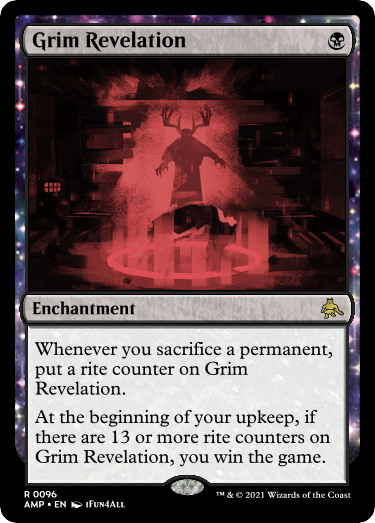 Grim Revelation
Enchantment
Whenever you sacrifice a permanent,
put a rite counter on Grim
Revelation.
At the beginning of your upkeep, if
there are 13 or more rite counters on
Grim Revelation, you win the game.
R 0096
AMP • EN 1Fun4All
™ & © 2021 Wizards of the Coast